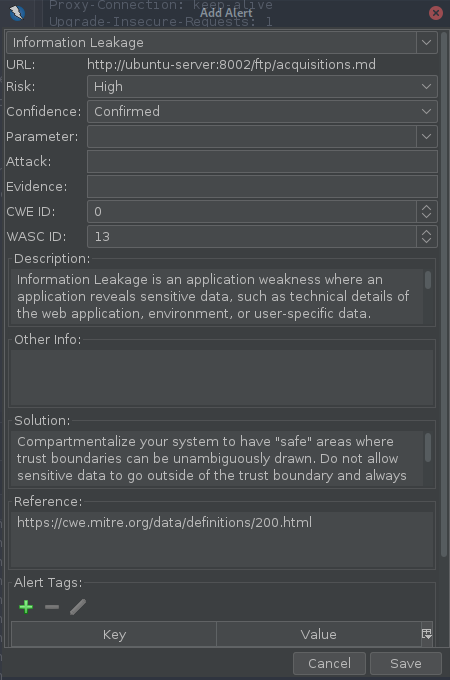 Proxy-Connection: keep-alive
Upgrade-Insecure-Requests: 1
Add Alert
Information Leakage
URL: http://ubuntu-server:8002/ftp/acquisitions.md
Risk: High
Confidence: Confirmed
Parameter:
Attack:
Evidence:
CWE ID: 0
WASC ID: 13
Description:
Information Leakage is an application weakness where an
application reveals sensitive data, such as technical details of
the web application, environment, or user-specific data.
Other Info:
Solution:
Compartmentalize your system to have "safe" areas where
trust boundaries can be unambiguously drawn. Do not allow
sensitive data to go outside of the trust boundary and always
Reference:
https://cwe.mitre.org/data/definitions/200.html
Alert Tags:
Key Value
Cancel Save